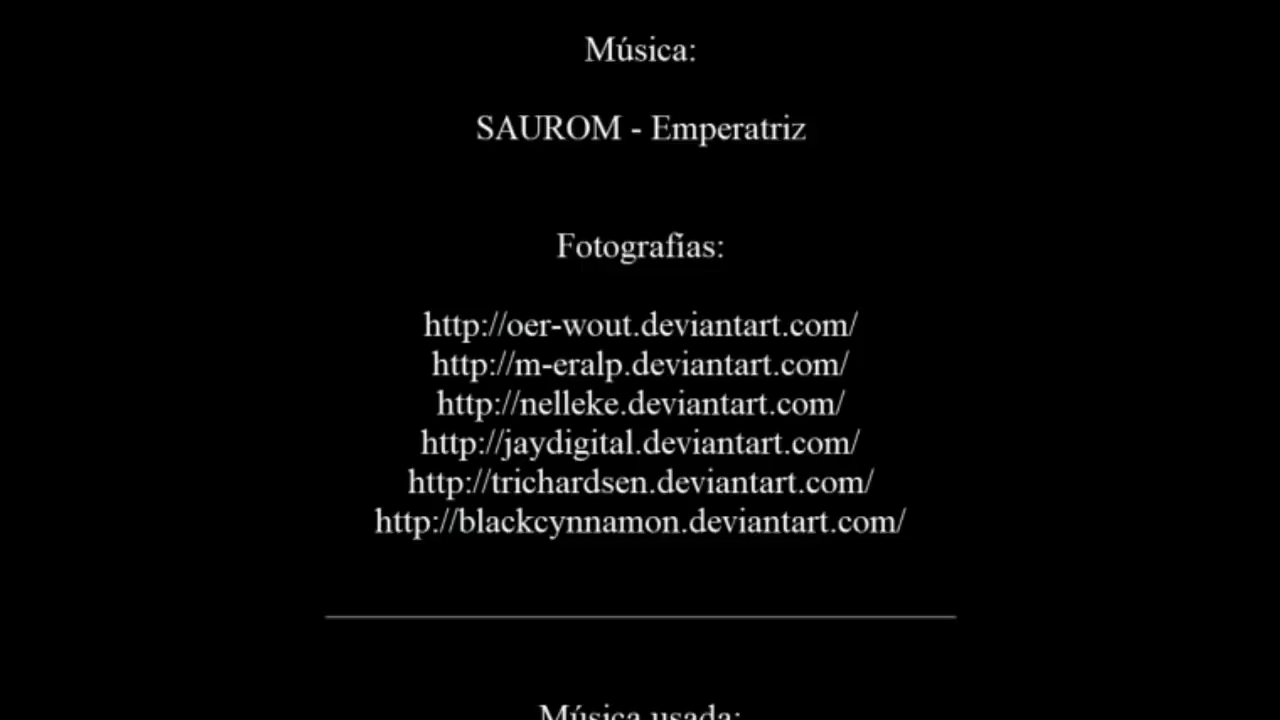 Música:
SAUROM - Emperatriz
Fotografías:
http://oer-wout.deviantart.com/
http://m-eralp.deviantart.com/
http://nelleke.deviantart.com/
http://jaydigital.deviantart.com/
http://trichardsen.deviantart.com/
http://blackcynnamon.deviantart.com/
Música usada: